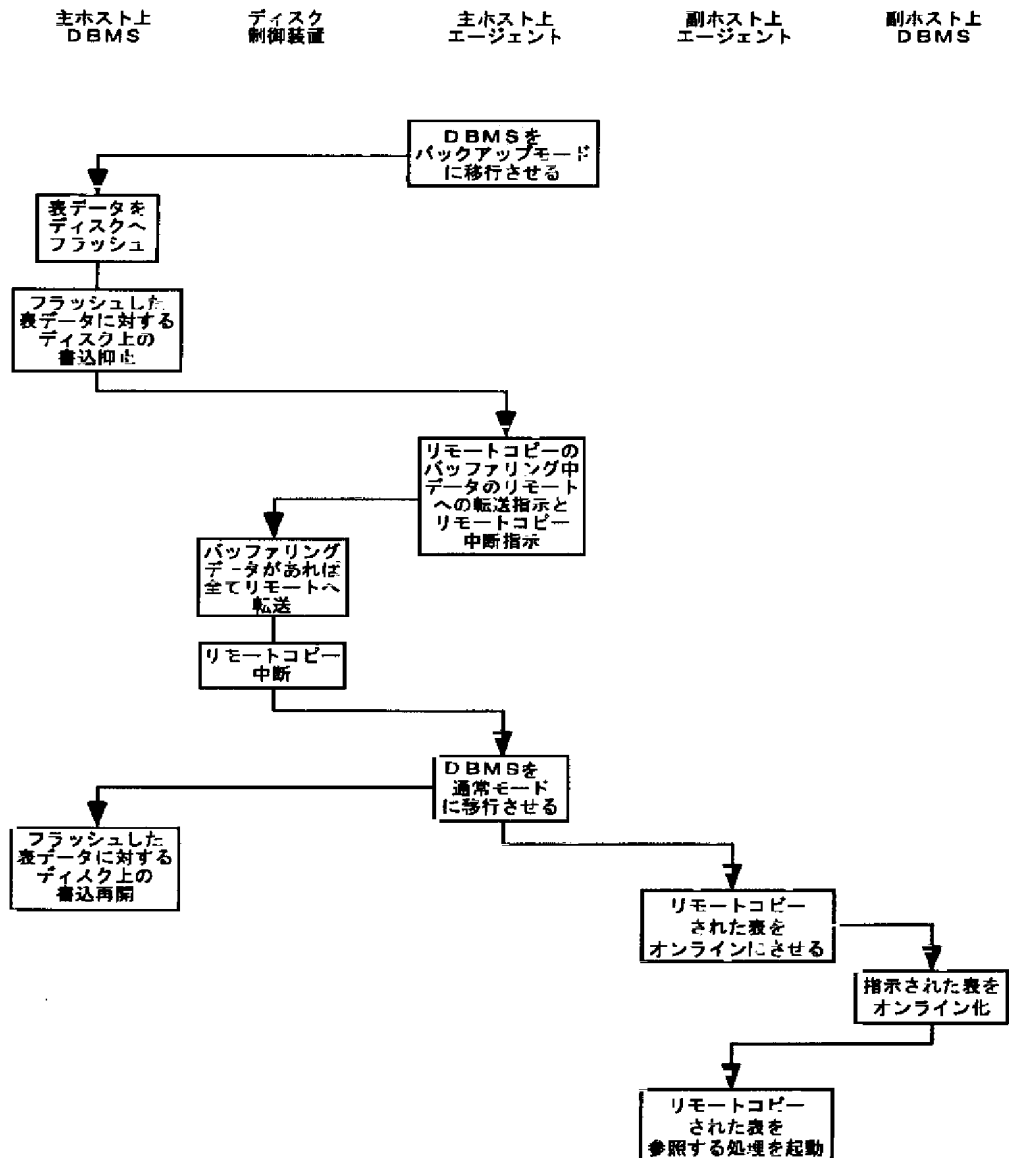 主ホスト上
DBMS
ディスク
制御装置
主ホスト上
エージェント
副ホスト上
エージェント
副ホスト上
DBMS
DBMSを
バックアップモード
に移行させる
表データを
ディスクへ
フラッシュ
フラッシュした
表データに対する
ディスク上の
書込抑止
リモートコピーの
バッファリング中
データのリモート
への転送指示と
リモートコピー
中断指示
バッファリング
データがあれば
全てリモートへ
転送
リモートコピー
中断
DBMSを
通常モード
に移行させる
フラッシュした
表データに対する
ディスク上の
書込再開
リモートコピー
された表を
オンラインにさせる
指示された表を
オンライン化
リモートコピー
された表を
参照する処理を起動